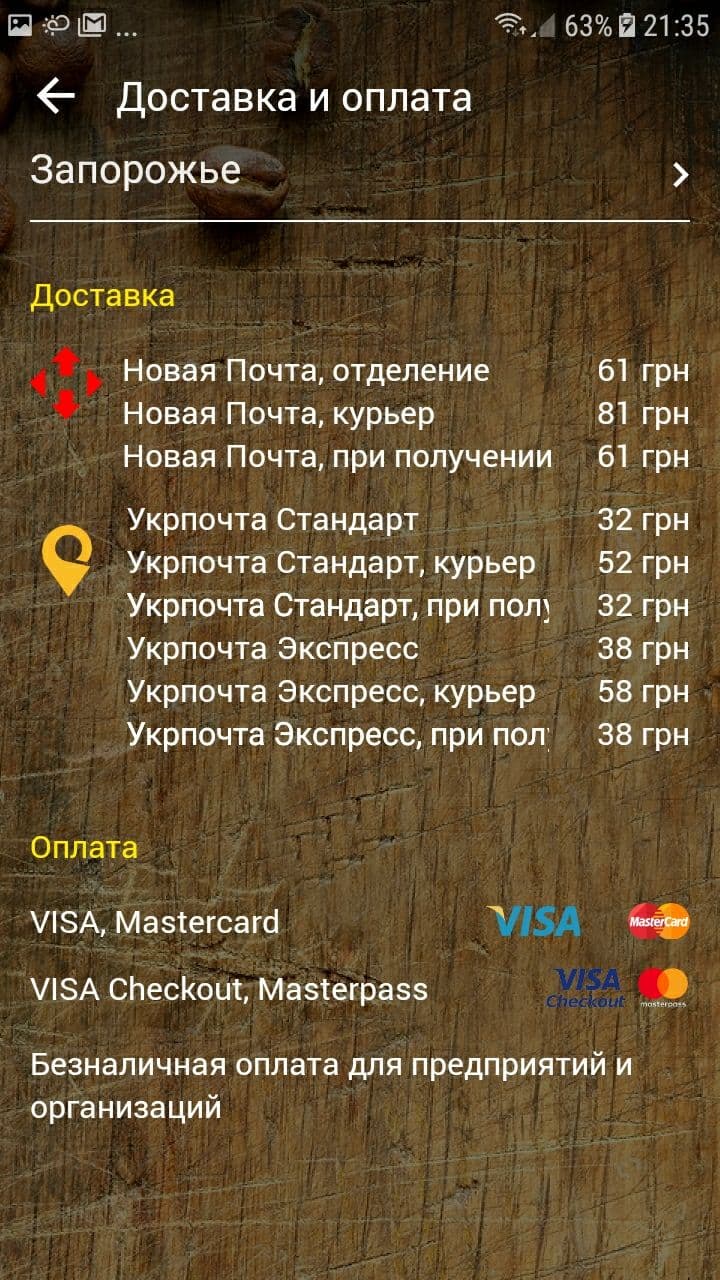 ... 63% 21:35
Доставка и оплата
Запорожье
Доставка
Новая Почта, отделение 61 грн
Новая Почта, курьер 81 грн
Новая Почта, при получении 61 грн
Укрпочта Стандарт 32 грн
Укрпочта Стандарт, курьер 52 грн
Укрпочта Стандарт, при полу 32 грн
Укрпочта Экспресс 38 грн
Укрпочта Экспресс, курьер 58 грн
Укрпочта Экспресс, при пол 38 грн
Оплата
VISA, Mastercard VISA MasterCard
VISA Checkout, Masterpass VISA Checkout masterpass
Безналичная оплата для предприятий и
организаций